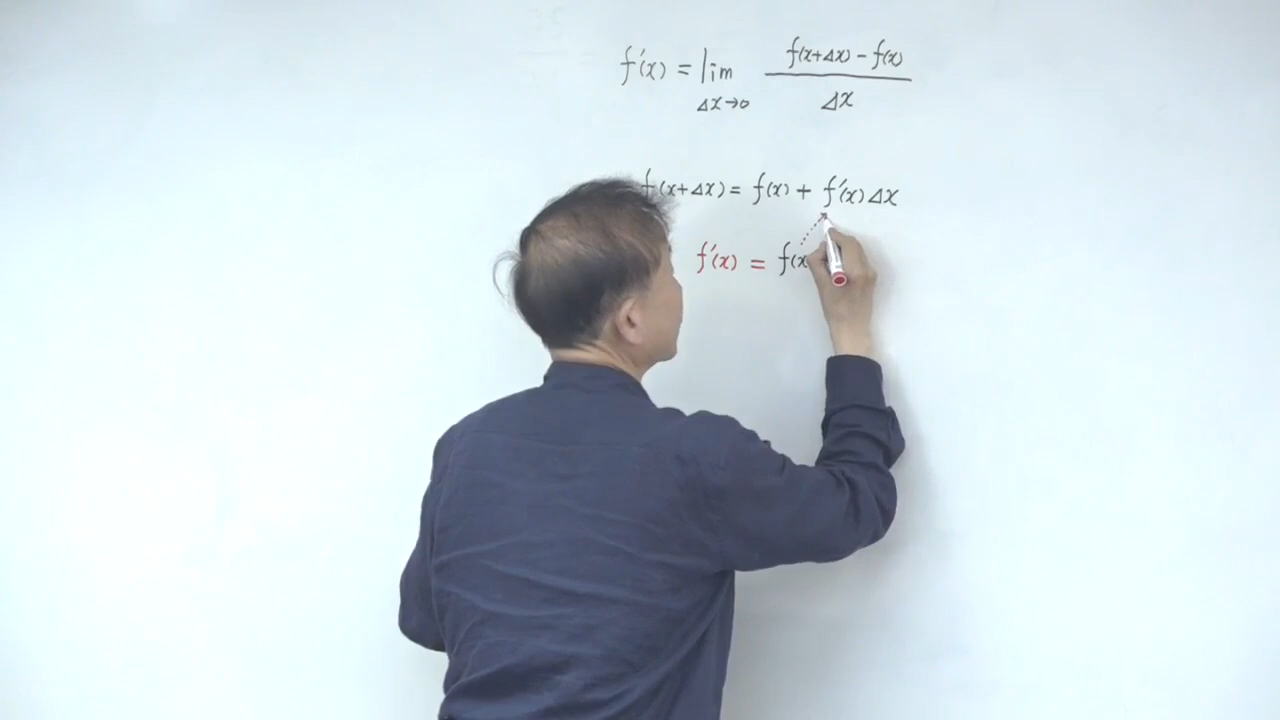 f'(x) = lim Δx→0 f(x+Δx) − f(x) / Δx
f(x+Δx) = f(x) + f'(x) Δx
f'(x) = f(x